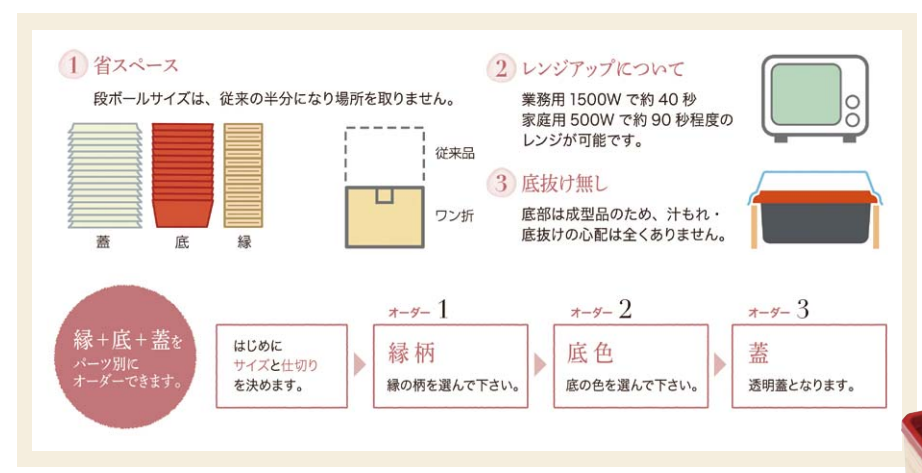 1 省スペース
段ボールサイズは、従来の半分になり場所を取りません。
蓋 底 縁
従来品
ワン折
2 レンジアップについて
業務用 1500W で約 40 秒
家庭用 500W で約 90 秒程度の
レンジが可能です。
3 底抜け無し
底部は成型品のため、汁もれ・
底抜けの心配は全くありません。
縁+底+蓋を
パーツ別に
オーダーできます。
はじめに
サイズと仕切り
を決めます。
オーダー 1
縁柄
縁の柄を選んで下さい。
オーダー 2
底色
底の色を選んで下さい。
オーダー 3
蓋
透明蓋となります。